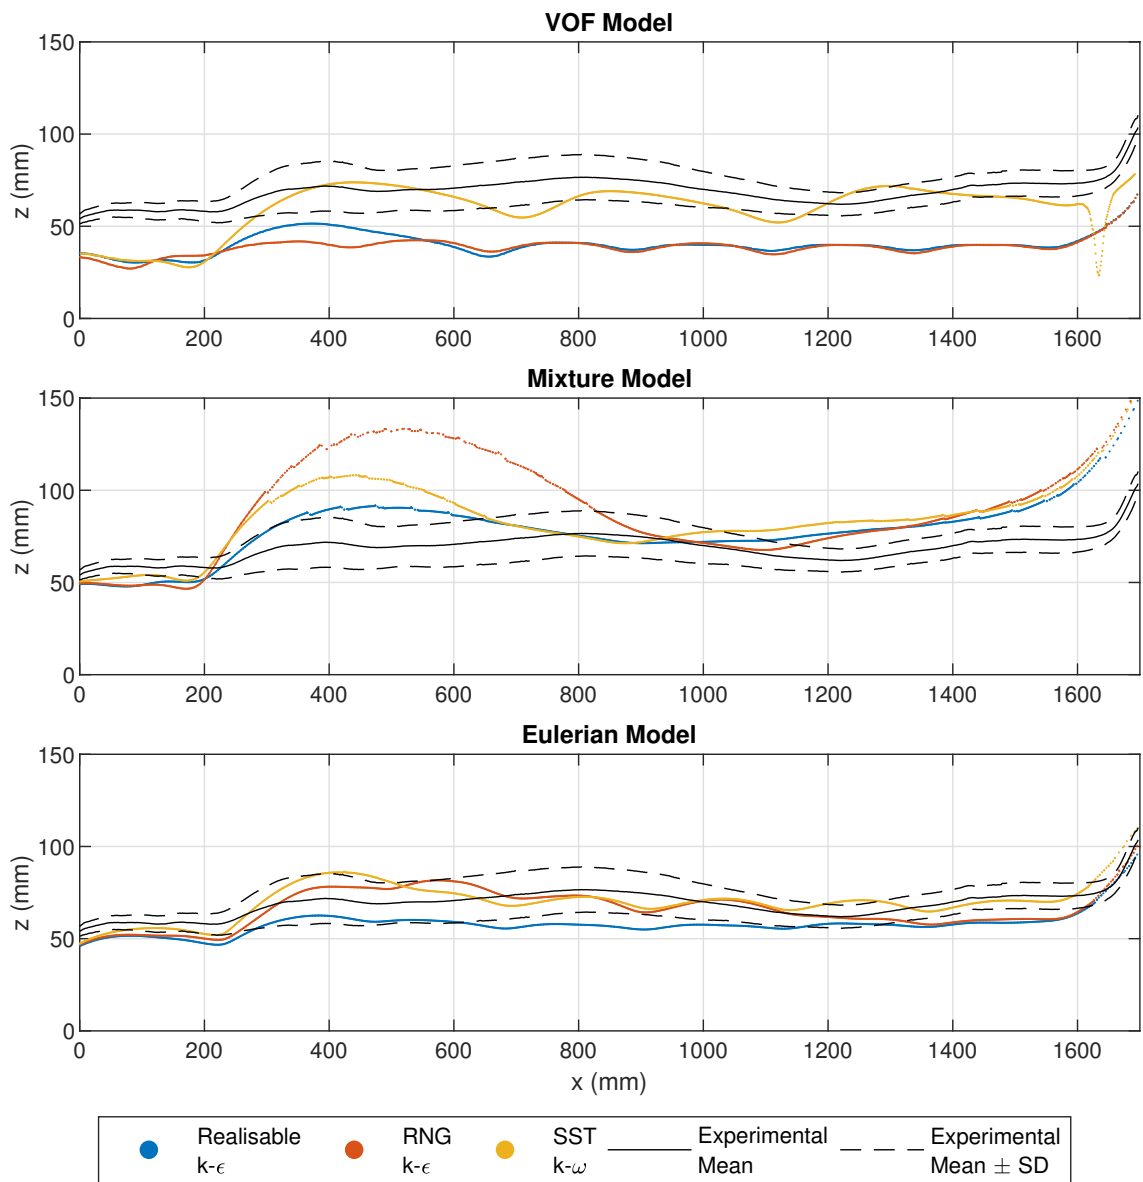 VOF Model
150
100
50
0
z (mm)
0 200 400 600 800 1000 1200 1400 1600
Mixture Model
150
100
50
0
z (mm)
0 200 400 600 800 1000 1200 1400 1600
Eulerian Model
150
100
50
0
z (mm)
0 200 400 600 800 1000 1200 1400 1600
x (mm)
Realisable RNG SST Experimental Experimental
k-ϵ k-ϵ k-ω Mean Mean ± SD